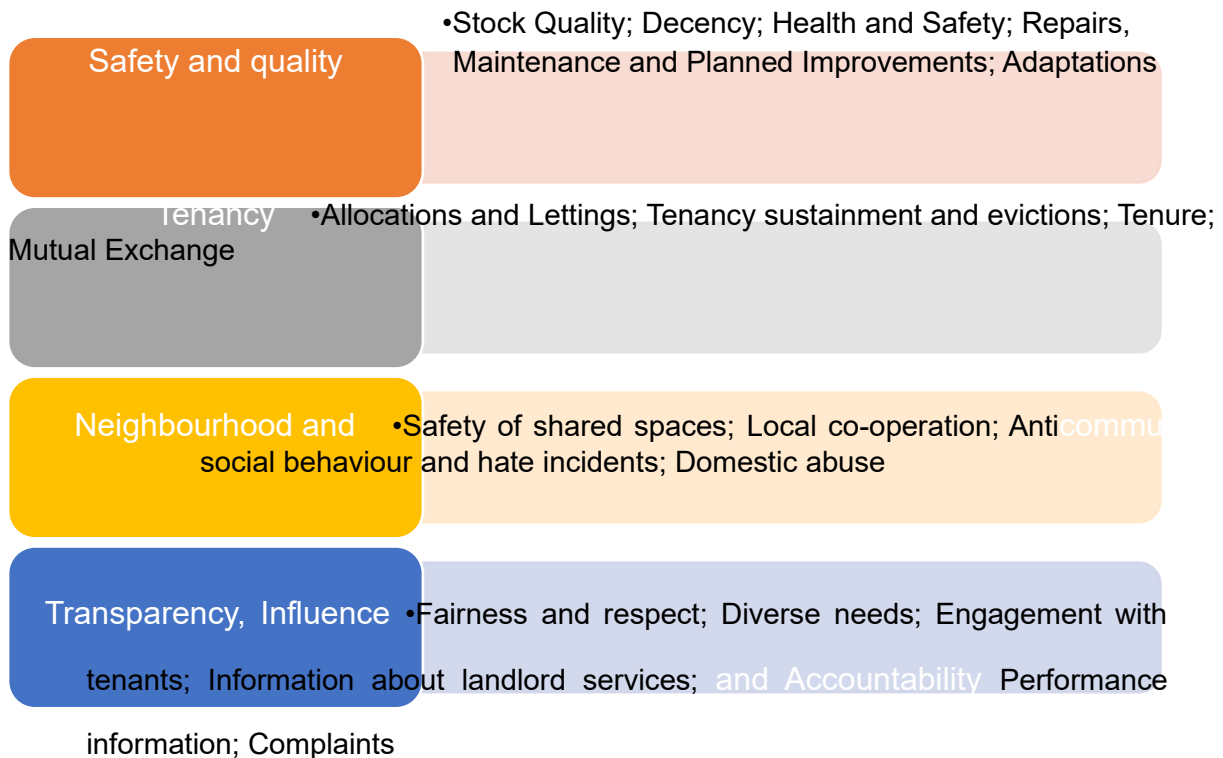 •Stock Quality; Decency; Health and Safety; Repairs,
Safety and quality Maintenance and Planned Improvements; Adaptations
Tenancy •Allocations and Lettings; Tenancy sustainment and evictions; Tenure;
Mutual Exchange
Neighbourhood and •Safety of shared spaces; Local co-operation; Anticommu
social behaviour and hate incidents; Domestic abuse
Transparency, Influence •Fairness and respect; Diverse needs; Engagement with
tenants; Information about landlord services; and Accountability Performance
information; Complaints